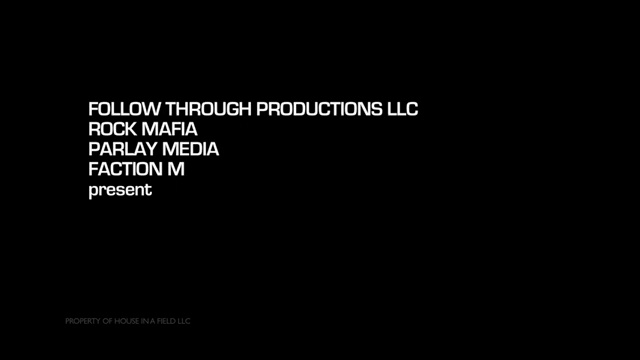 FOLLOW THROUGH PRODUCTIONS LLC
ROCK MAFIA
PARLAY MEDIA
FACTION M
present
PROPERTY OF HOUSE IN A FIELD LLC